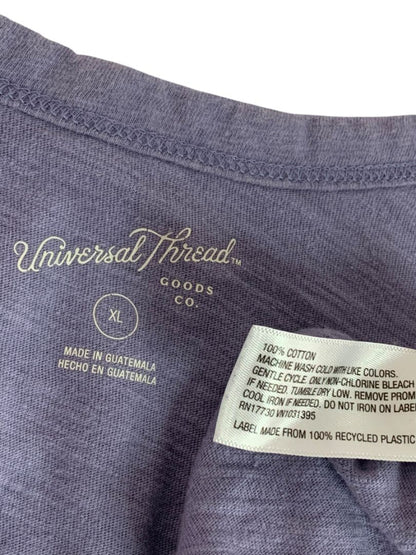 Universal Thread™
GOODS
CO.
XL
MADE IN GUATEMALA
HECHO EN GUATEMALA
100% COTTON
MACHINE WASH COLD WITH LIKE COLORS.
GENTLE CYCLE. ONLY NON-CHLORINE BLEACH
IF NEEDED. TUMBLE DRY LOW. REMOVE PROM
COOL IRON IF NEEDED. DO NOT IRON ON LABEL
RN17730 VN1031395
LABEL MADE FROM 100% RECYCLED PLASTIC